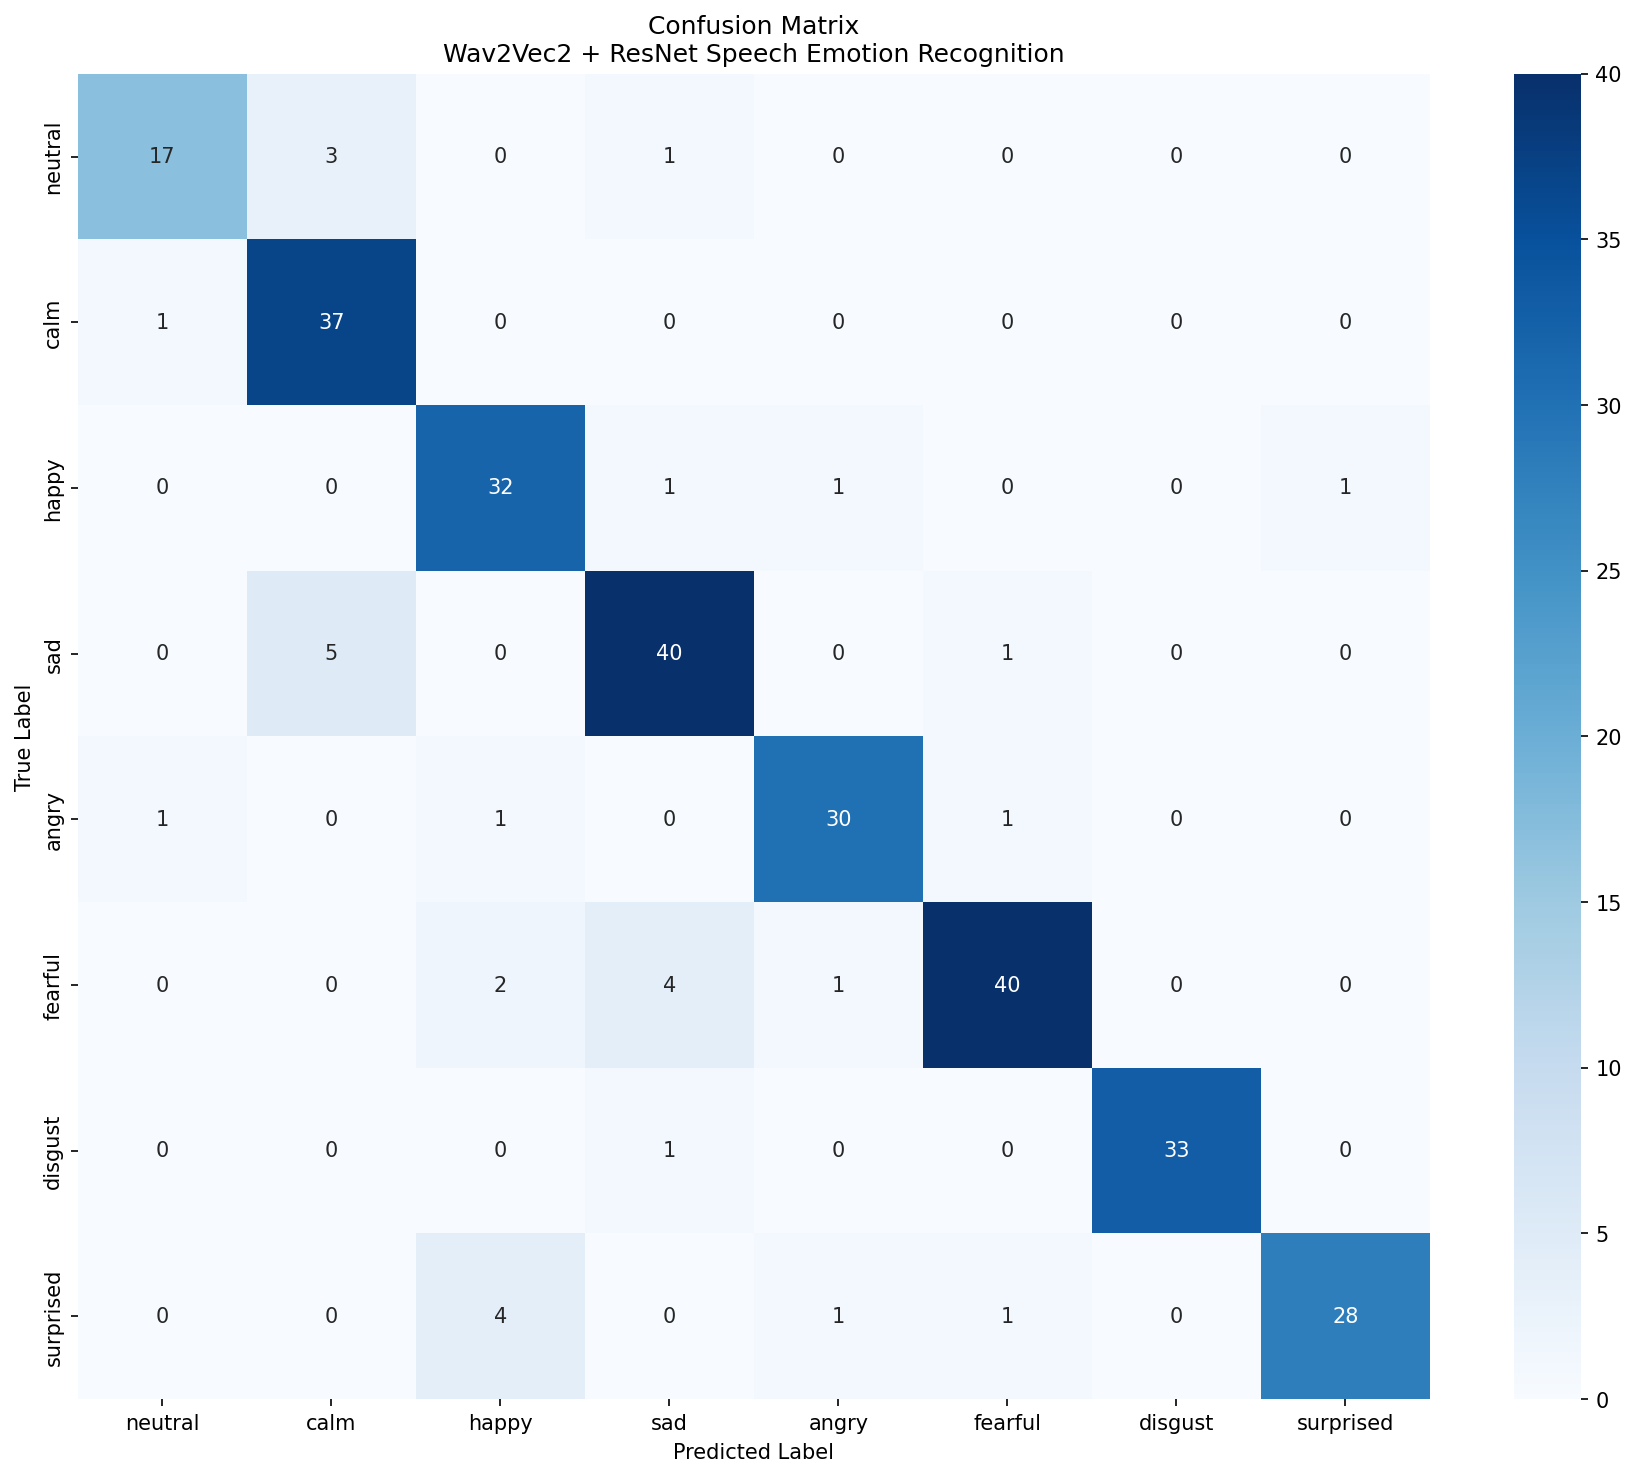 Confusion Matrix
Wav2Vec2 + ResNet Speech Emotion Recognition
neutral 17 3 0 1 0 0 0 0
calm 1 37 0 0 0 0 0 0
happy 0 0 32 1 1 0 0 1
sad 0 5 0 40 0 1 0 0
angry 1 0 1 0 30 1 0 0
fearful 0 0 2 4 1 40 0 0
disgust 0 0 0 1 0 0 33 0
surprised 0 0 4 0 1 1 0 28
neutral calm happy sad angry fearful disgust surprised
Predicted Label
True Label
40
35
30
25
20
15
10
5
0